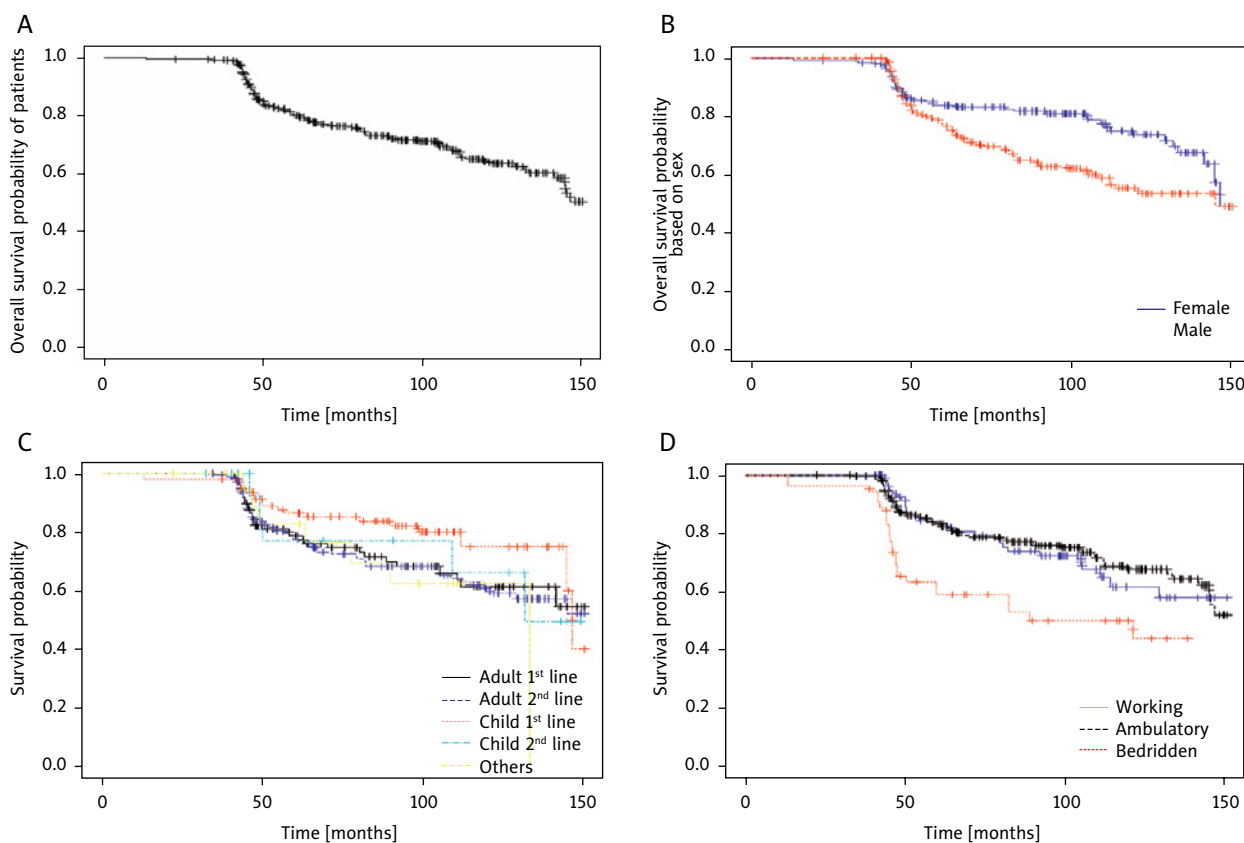 A
Overall survival probability of patients
1.0
0.8
0.6
0.4
0.2
0.0
0 50 100 150
Time [months]
B
Overall survival probability
based on sex
1.0
0.8
0.6
0.4
0.2
0.0
Female
Male
0 50 100 150
Time [months]
C
Survival probability
1.0
0.8
0.6
0.4
0.2
0.0
Adult 1st line
Adult 2nd line
Child 1st line
Child 2nd line
Others
0 50 100 150
Time [months]
D
Survival probability
1.0
0.8
0.6
0.4
0.2
0.0
Working
Ambulatory
Bedridden
0 50 100 150
Time [months]